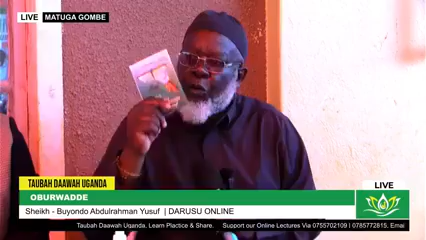 LIVE MATUGA GOMBE
TAUBAH DAAWAH UGANDA
OBURWADDE
LIVE
Sheikh - Buyondo Abdulrahman Yusuf | DARUSU ONLINE
Taubah Daawah Uganda, Learn Practice & Share. Support our Online Lectures Via 0755702109 | 0785772815, Emai